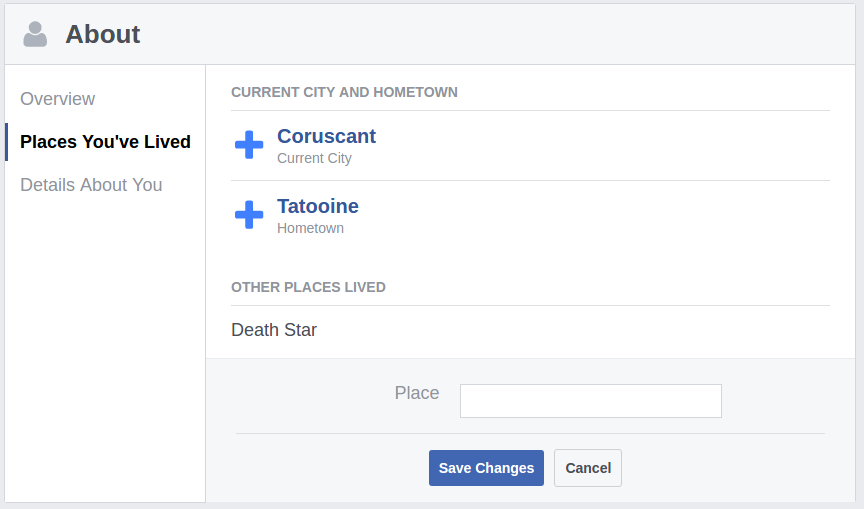 About
Overview
Places You've Lived
Details About You
CURRENT CITY AND HOMETOWN
Coruscant
Current City
Tatooine
Hometown
OTHER PLACES LIVED
Death Star
Place
Save Changes
Cancel